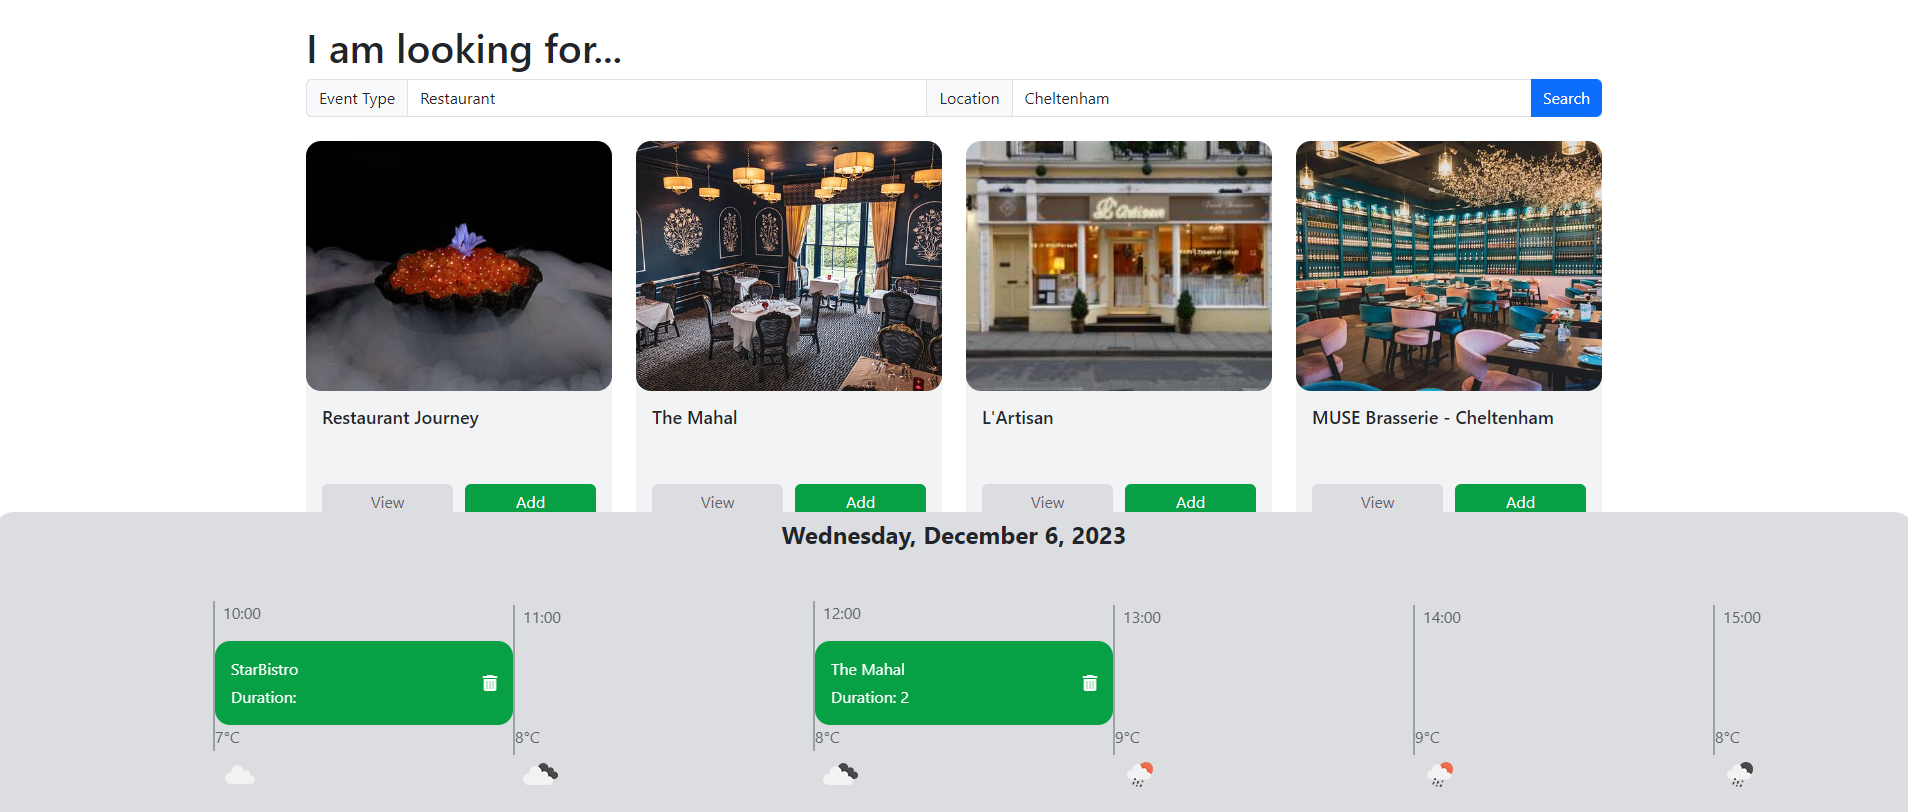 I am looking for...
Event Type Restaurant Location Cheltenham Search
L'Artisan
Restaurant Journey The Mahal L'Artisan MUSE Brasserie - Cheltenham
View Add View Add View Add View Add
Wednesday, December 6, 2023
10:00 11:00 12:00 13:00 14:00 15:00
StarBistro The Mahal
Duration: Duration: 2
7°C 8°C 8°C 9°C 9°C 8°C